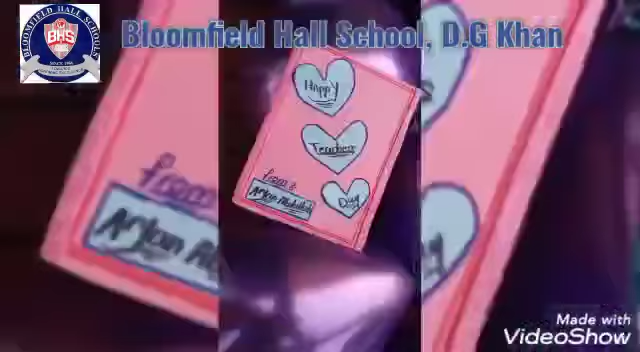 Bloomfield Hall School, D.G Khan
BLOOMFIELD HALL SCHOOLS
BHS
Happy
Teachers
Day
from:
Made with
VideoShow